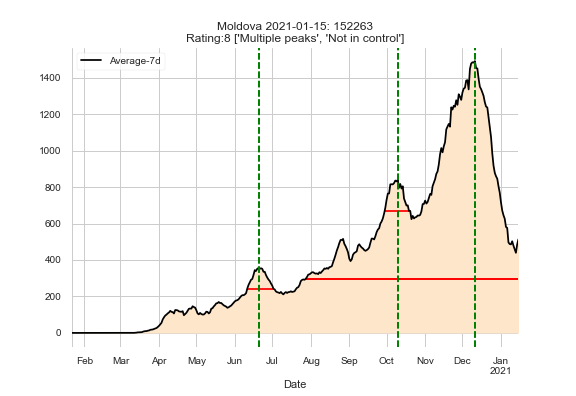 Moldova 2021-01-15: 152263
Rating:8 ['Multiple peaks', 'Not in control']
Average-7d
1400
1200
1000
800
600
400
200
0
Feb Mar Apr May Jun Jul Aug Sep Oct Nov Dec Jan
2021
Date